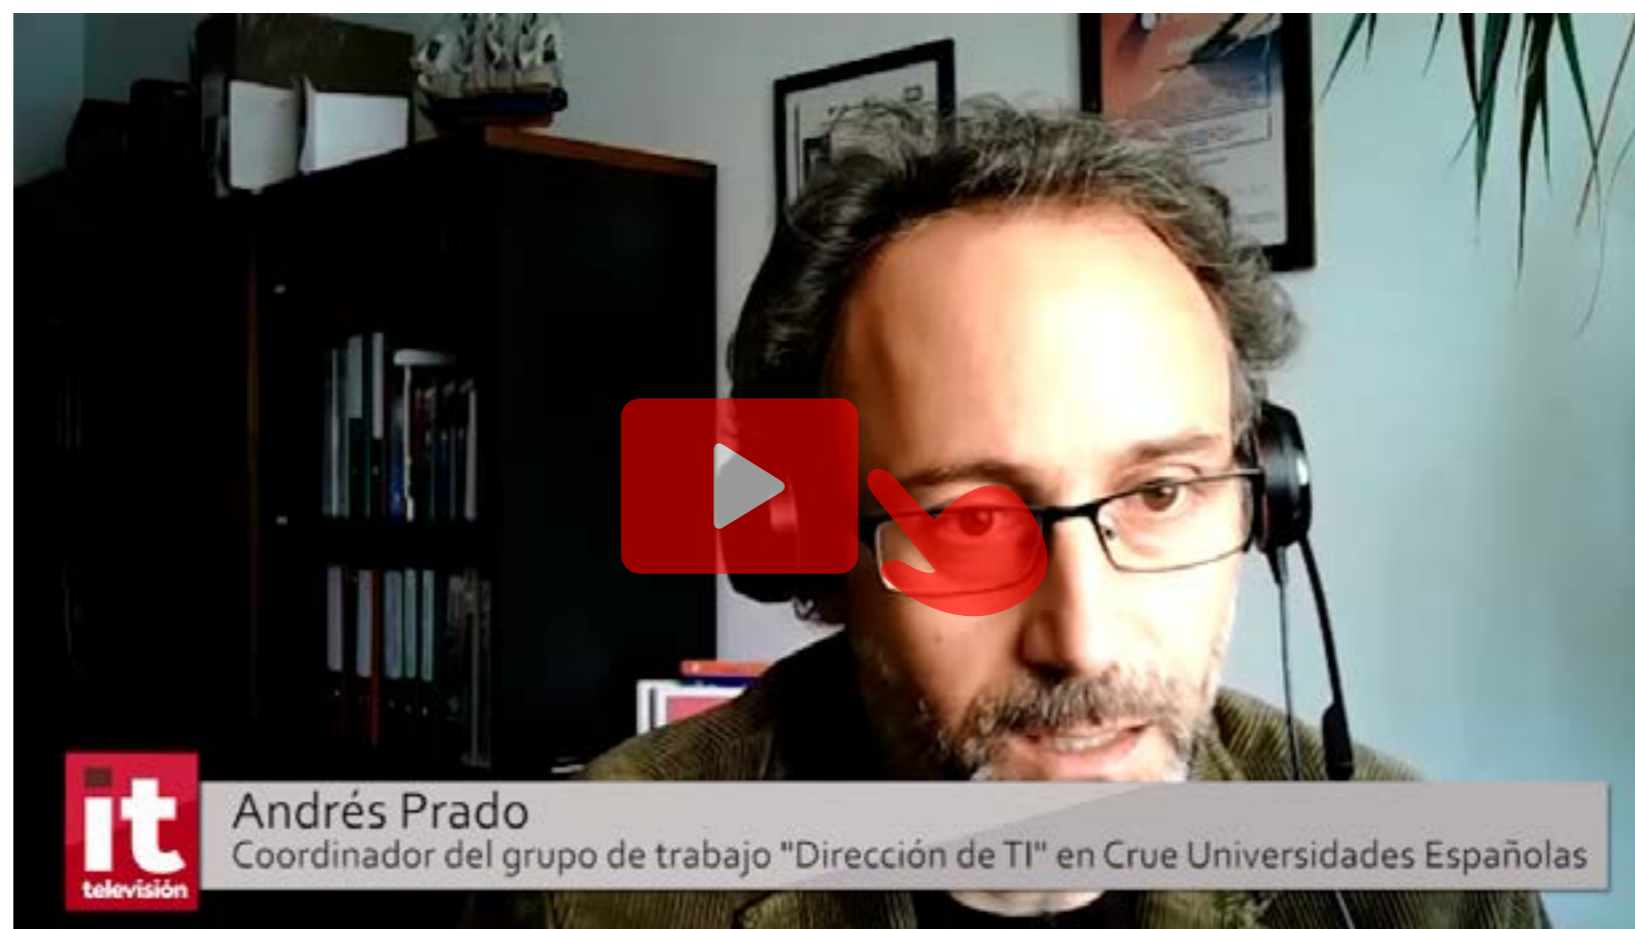 it
televisión
Andrés Prado
Coordinador del grupo de trabajo "Dirección de TI" en Crue Universidades Españolas